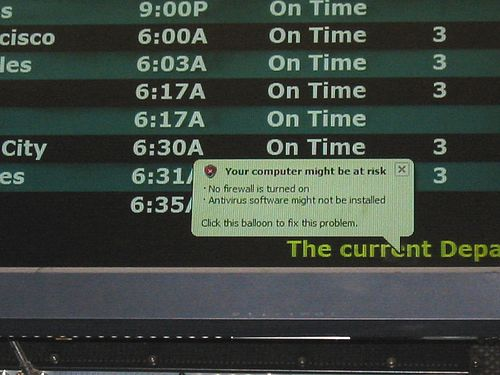 s 9:00P On Time
cisco 6:00A On Time 3
les 6:03A On Time 3
6:17A On Time 3
6:17A On Time
City 6:30A On Time 3
es 6:31 3
6:35
Your computer might be at risk
· No firewall is turned on
· Antivirus software might not be installed
Click this balloon to fix this problem.
The current Depa